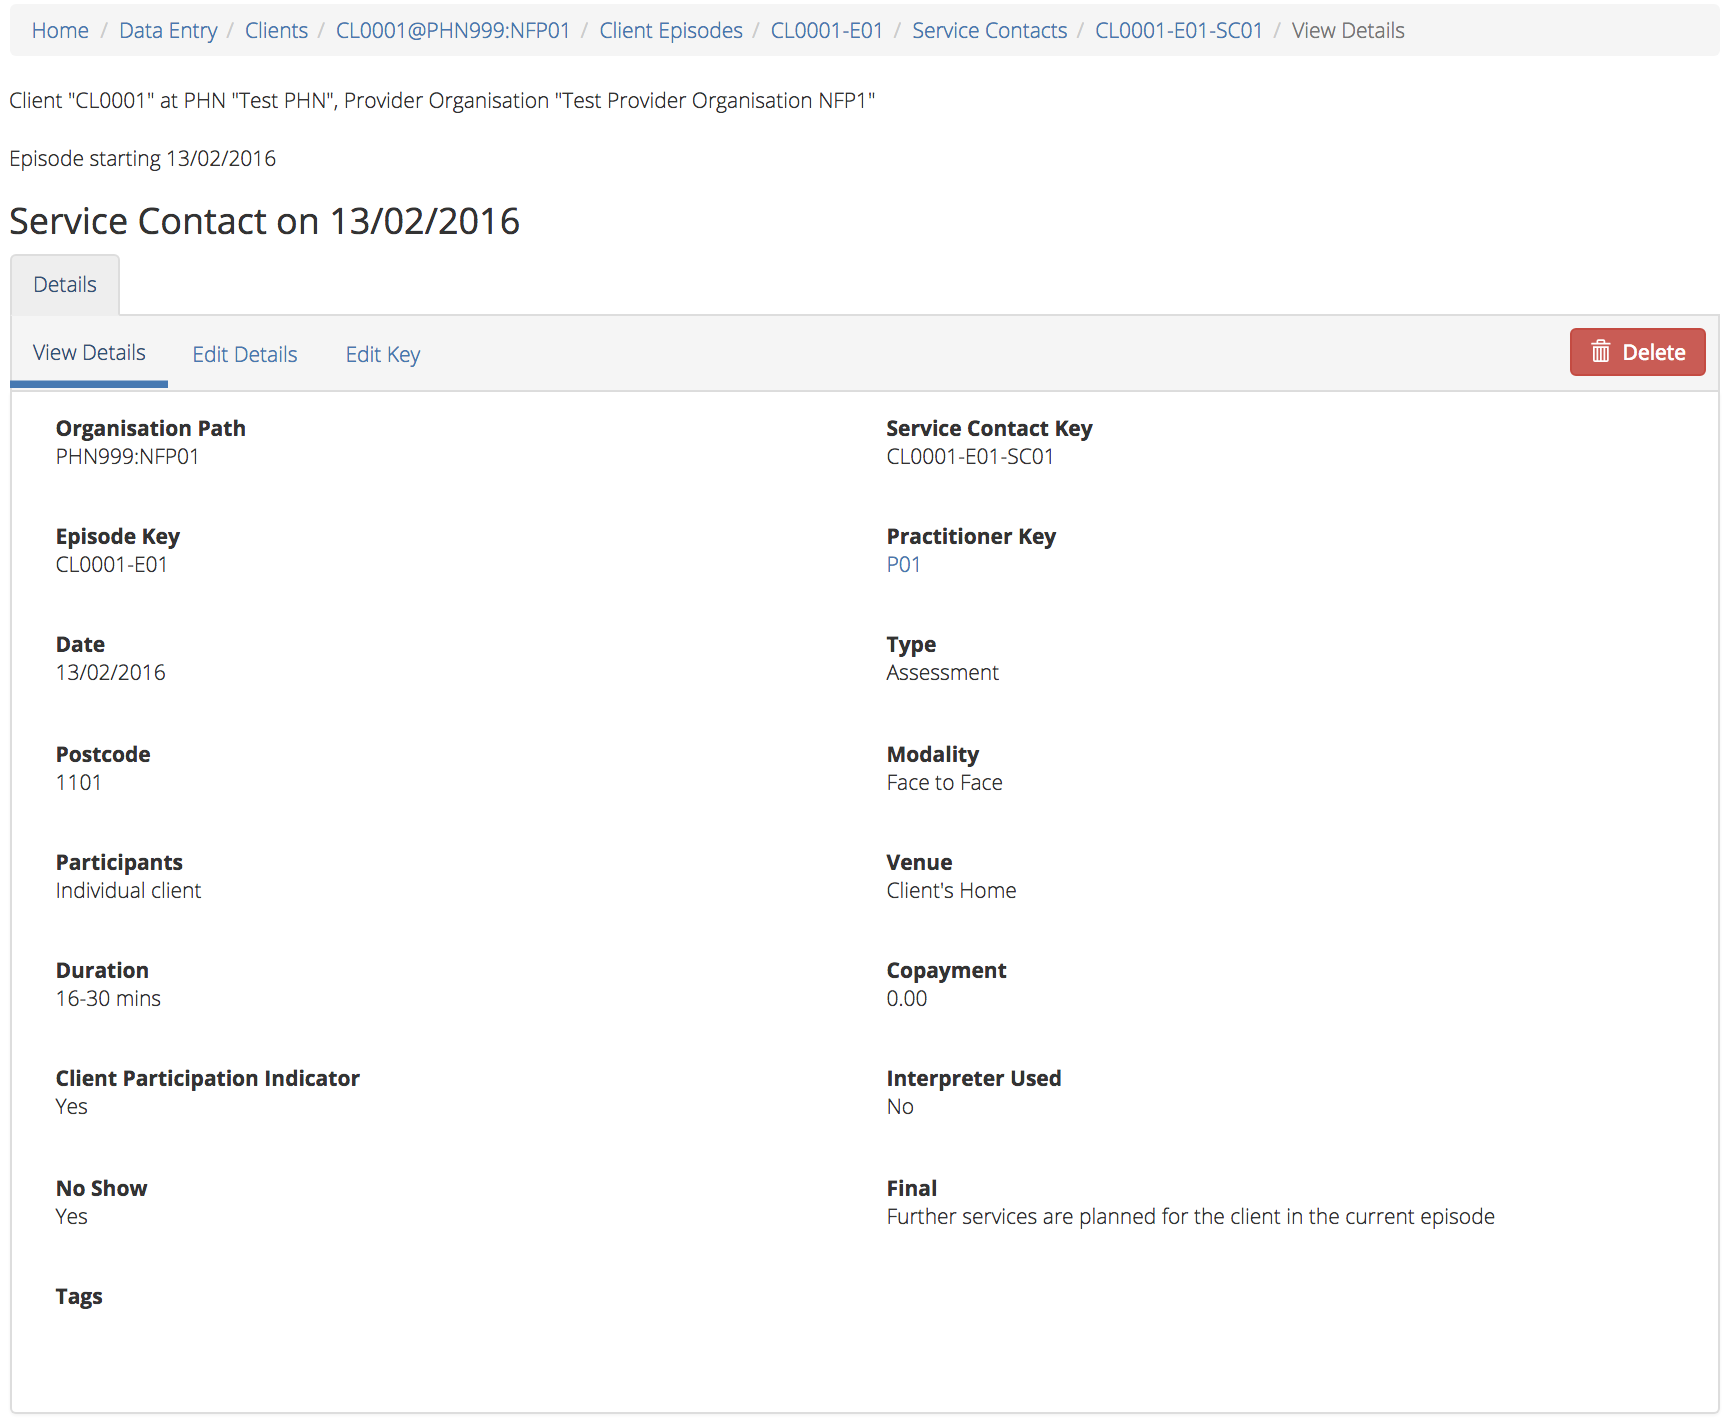 Home / Data Entry / Clients / CL0001@PHN999:NFP01 / Client Episodes / CL0001-E01 / Service Contacts / CL0001-E01-SC01 / View Details
Client "CL0001" at PHN "Test PHN", Provider Organisation "Test Provider Organisation NFP1"
Episode starting 13/02/2016
Service Contact on 13/02/2016
Details
View Details Edit Details Edit Key Delete
Organisation Path Service Contact Key
PHN999:NFP01 CL0001-E01-SC01
Episode Key Practitioner Key
CL0001-E01 P01
Date Type
13/02/2016 Assessment
Postcode Modality
1101 Face to Face
Participants Venue
Individual client Client's Home
Duration Copayment
16-30 mins 0.00
Client Participation Indicator Interpreter Used
Yes No
No Show Final
Yes Further services are planned for the client in the current episode
Tags